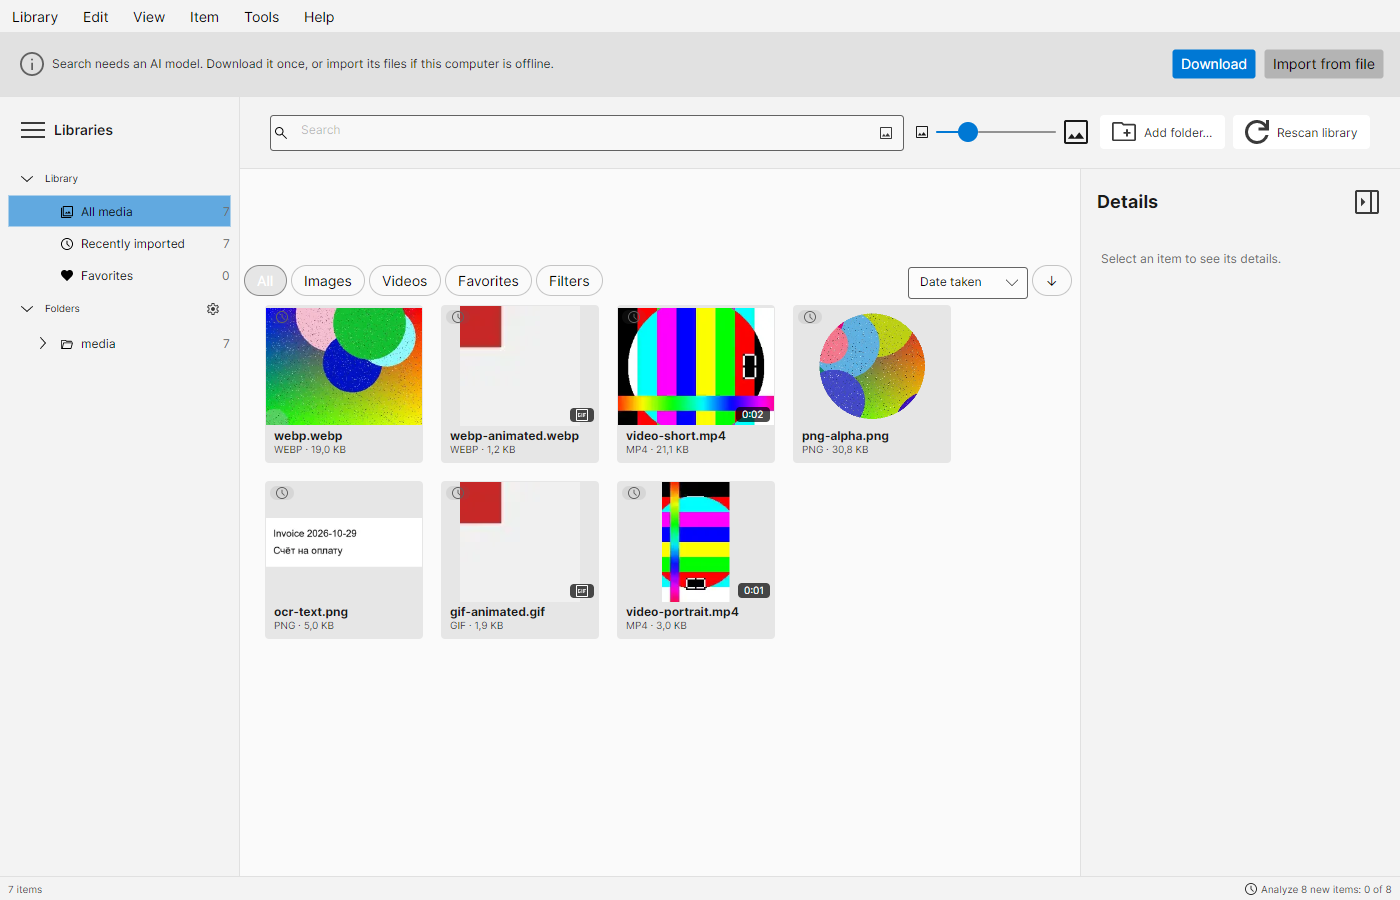 Library Edit View Item Tools Help
Search needs an AI model. Download it once, or import its files if this computer is offline.
Download
Import from file
Libraries
Search
Add folder...
Rescan library
Library
All media 7
Recently imported 7
Favorites 0
Folders
media 7
All Images Videos Favorites Filters
Date taken
Details
Select an item to see its details.
GIF
0:02
webp.webp
WEBP · 19,0 KB
webp-animated.webp
WEBP · 1,2 KB
video-short.mp4
MP4 · 21,1 KB
png-alpha.png
PNG · 30,8 KB
Invoice 2026-10-29
Счёт на оплату
GIF
0:01
ocr-text.png
PNG · 5,0 KB
gif-animated.gif
GIF · 1,9 KB
video-portrait.mp4
MP4 · 3,0 KB
7 items
Analyze 8 new items: 0 of 8